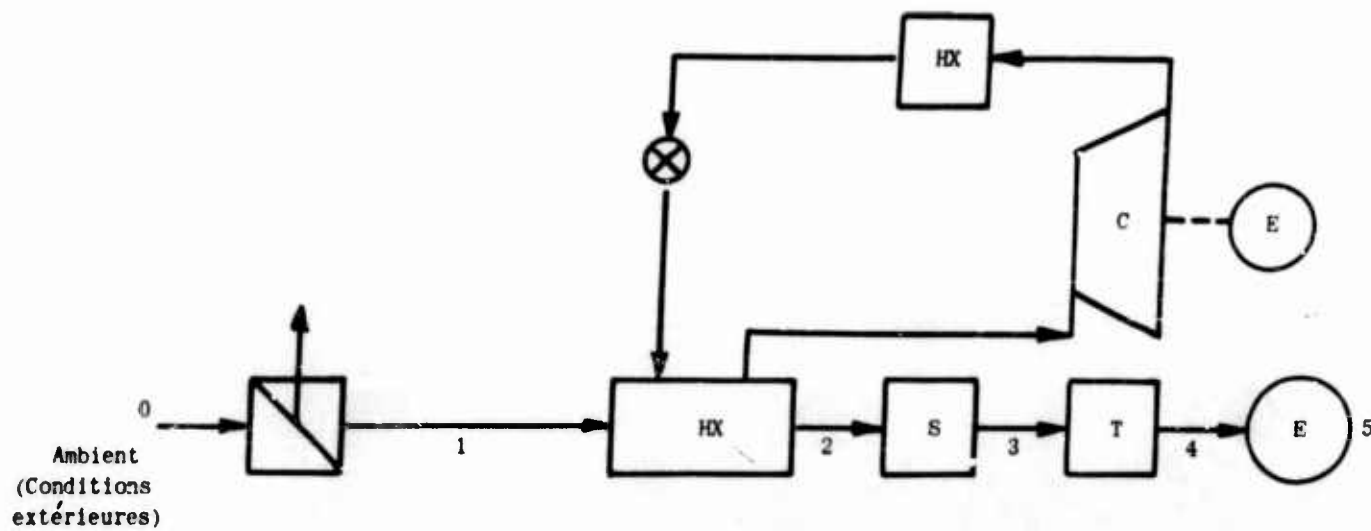 HX
C
E
0
1
HX
2
S
3
T
4
E
5
Ambient
(Conditions
extérieures)